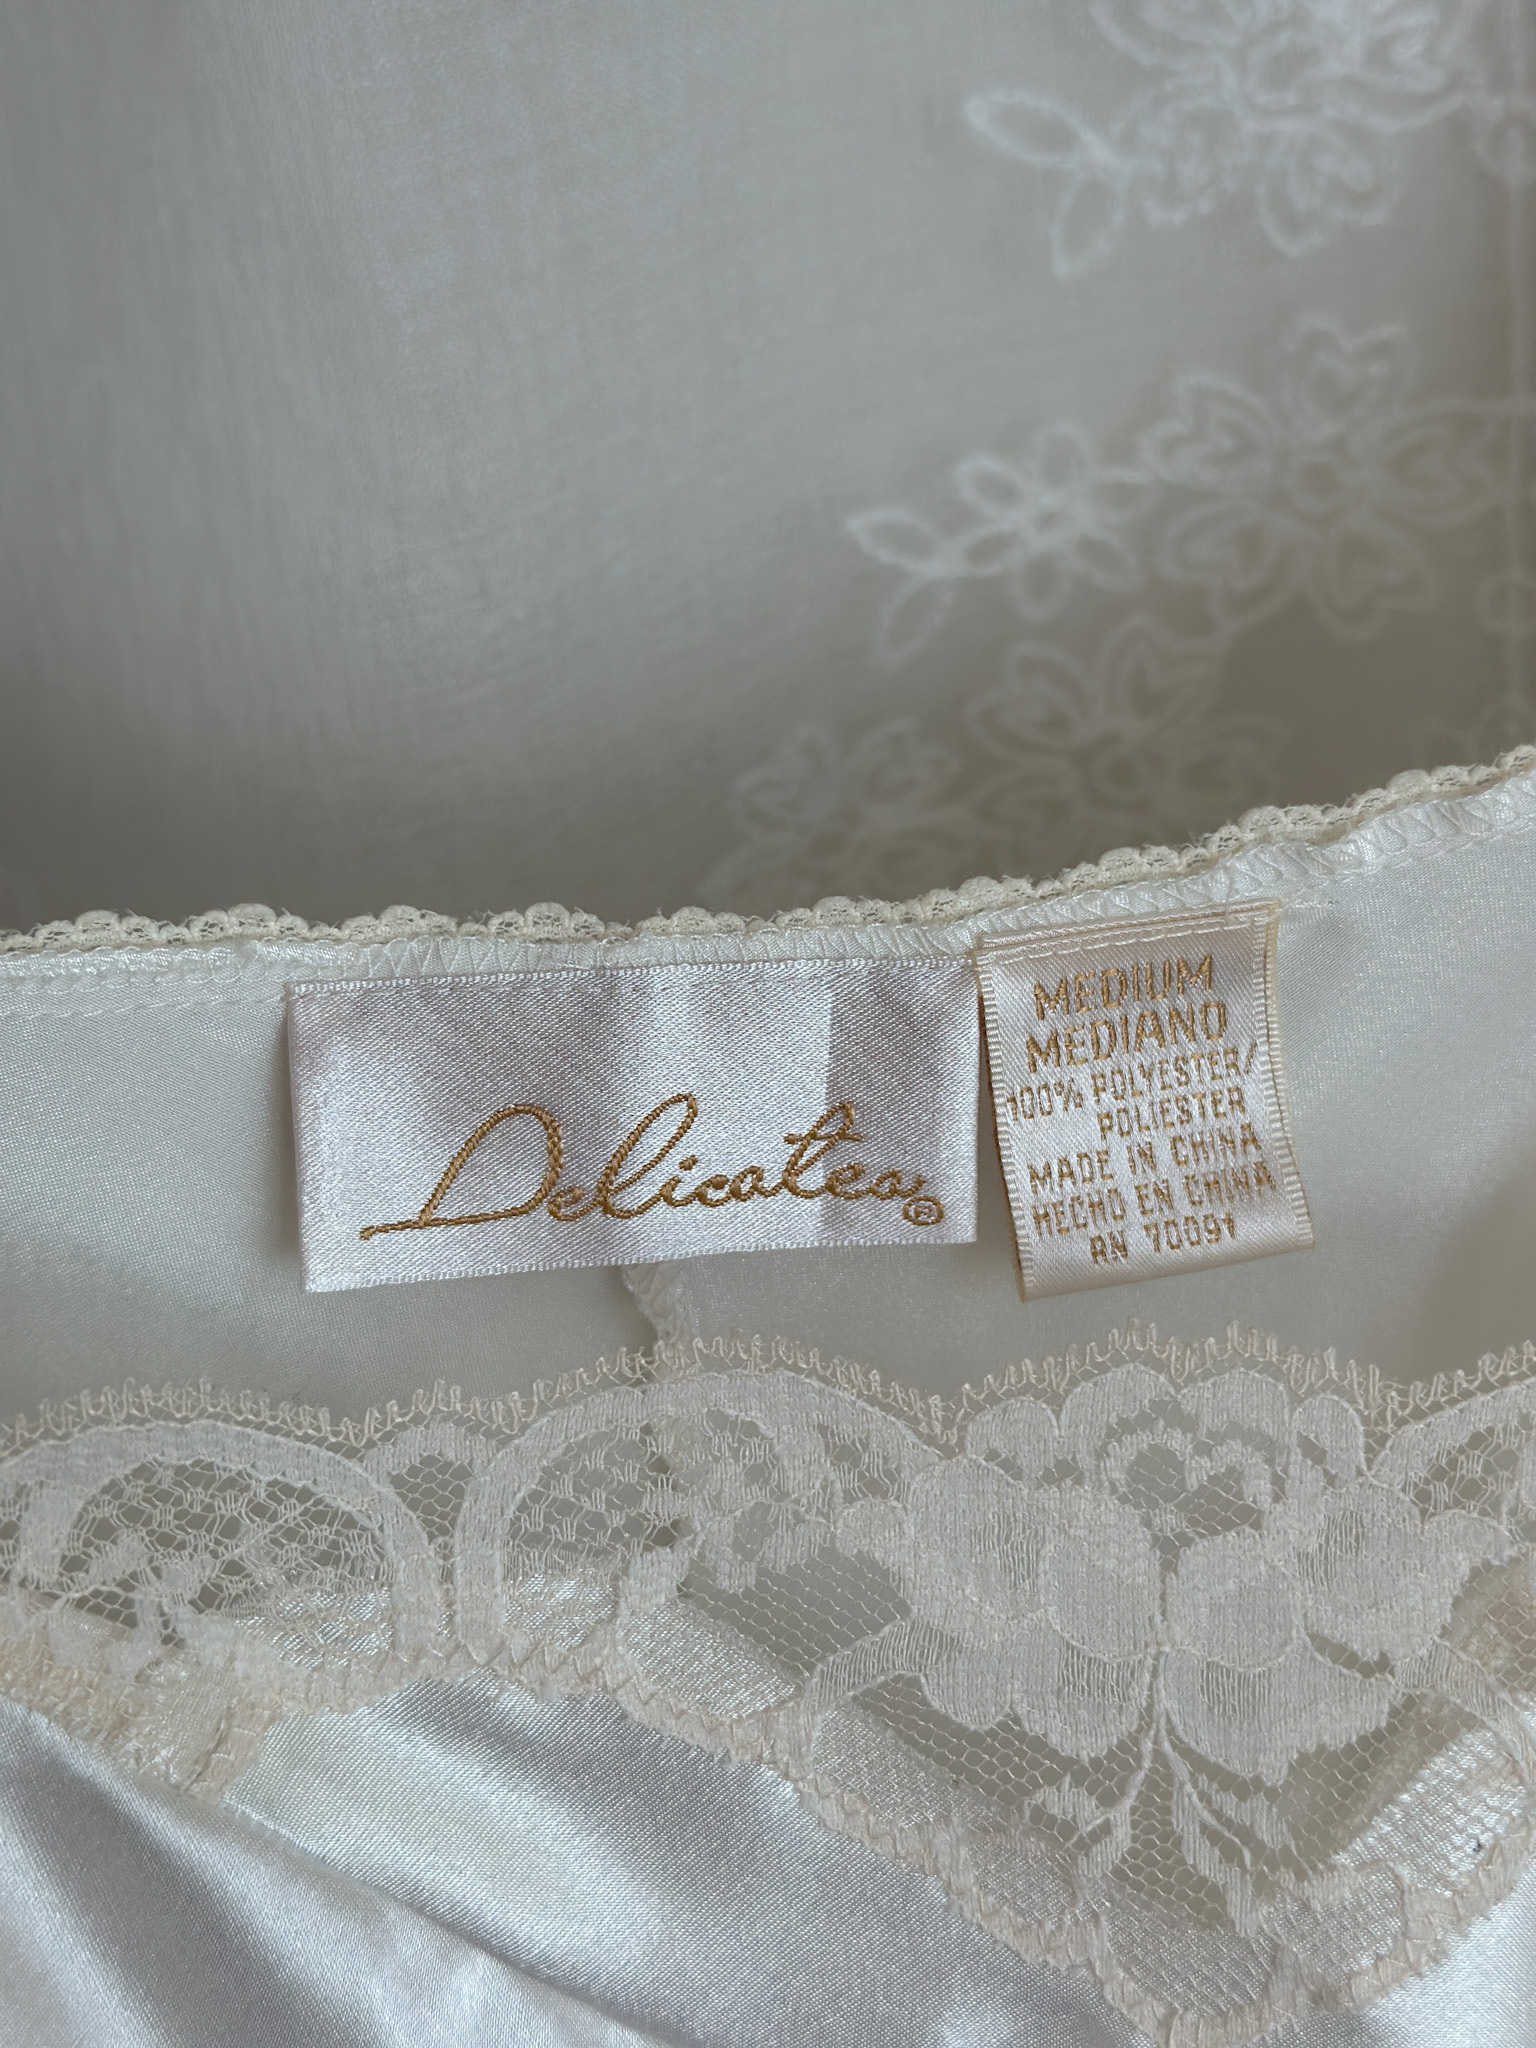 Delicates®
MEDIUM
MEDIANO
100% POLYESTER/
POLIESTER
MADE IN CHINA
HECHO EN CHINA
RN 70091